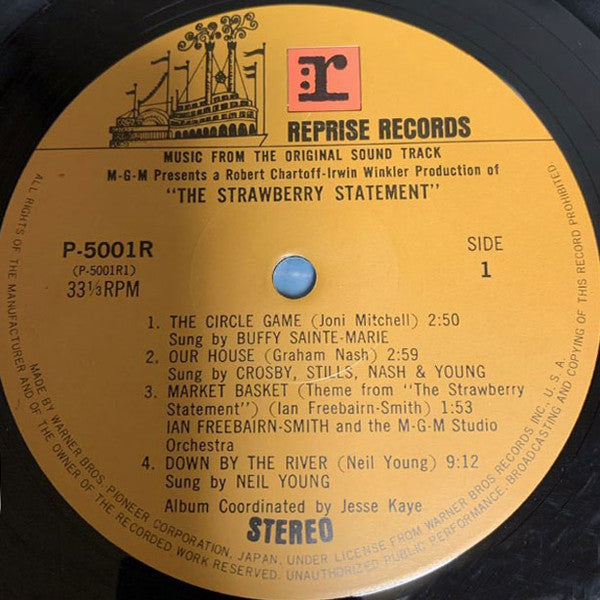 r
REPRISE RECORDS
MUSIC FROM THE ORIGINAL SOUND TRACK
M-G-M Presents a Robert Chartoff-Irwin Winkler Production of
"THE STRAWBERRY STATEMENT"
P-5001R
(P-5001R1)
33⅓RPM
SIDE
1
1. THE CIRCLE GAME (Joni Mitchell) 2:50
Sung by BUFFY SAINTE-MARIE
2. OUR HOUSE (Graham Nash) 2:59
Sung by CROSBY, STILLS, NASH & YOUNG
3. MARKET BASKET (Theme from "The Strawberry
Statement") (Ian Freebairn-Smith) 1:53
IAN FREEBAIRN-SMITH and the M-G-M Studio
Orchestra
4. DOWN BY THE RIVER (Neil Young) 9:12
Sung by NEIL YOUNG
Album Coordinated by Jesse Kaye
STEREO
MADE BY WARNER BROS. PIONEER CORPORATION, JAPAN, UNDER LICENSE FROM WARNER BROS RECORDS INC. U.S.A.
ALL RIGHTS OF THE MANUFACTURER AND OF THE OWNER OF THE RECORDED WORK RESERVED. UNAUTHORIZED PUBLIC PERFORMANCE, BROADCASTING AND COPYING OF THIS RECORD PROHIBITED